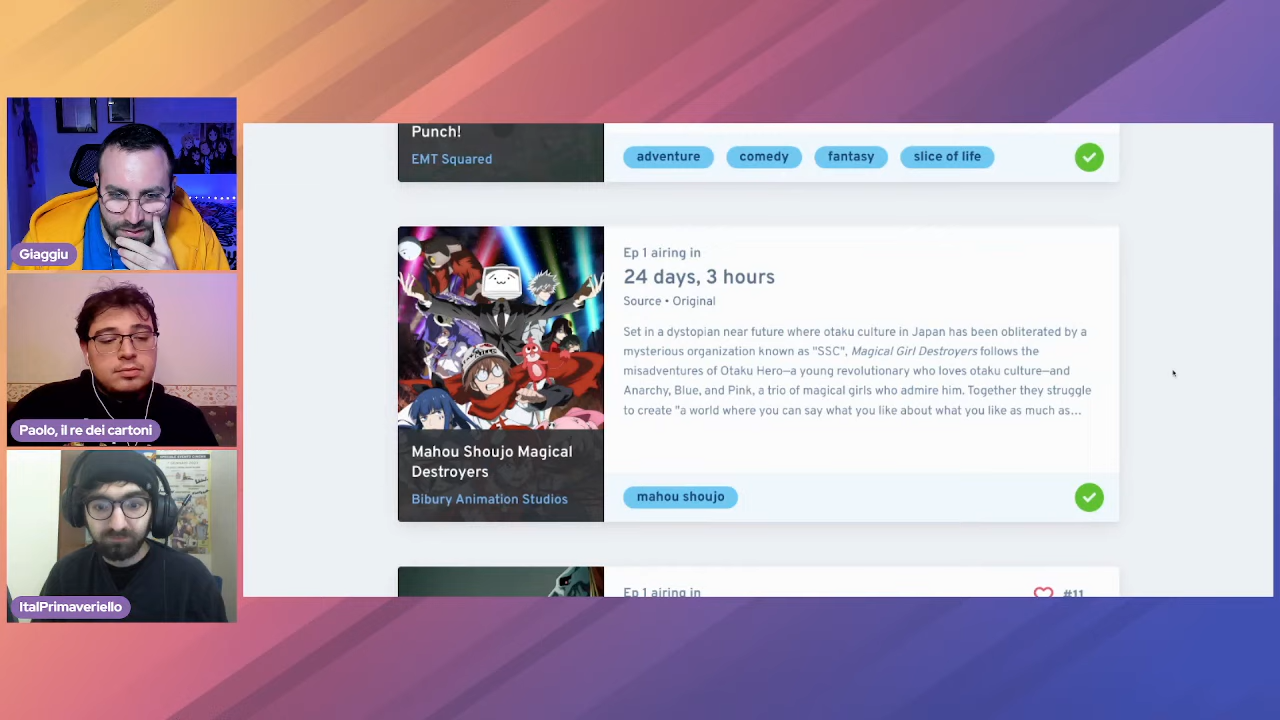 Giaggiu
Paolo, il re dei cartoni
ItalPrimaveriello
Punch!
EMT Squared
adventure
comedy
fantasy
slice of life
Ep 1 airing in
24 days, 3 hours
Source • Original
Set in a dystopian near future where otaku culture in Japan has been obliterated by a
mysterious organization known as "SSC", Magical Girl Destroyers follows the
misadventures of Otaku Hero—a young revolutionary who loves otaku culture—and
Anarchy, Blue, and Pink, a trio of magical girls who admire him. Together they struggle
to create "a world where you can say what you like about what you like as much as...
Mahou Shoujo Magical
Destroyers
Bibury Animation Studios
mahou shoujo
Ep 1 airing in
#11